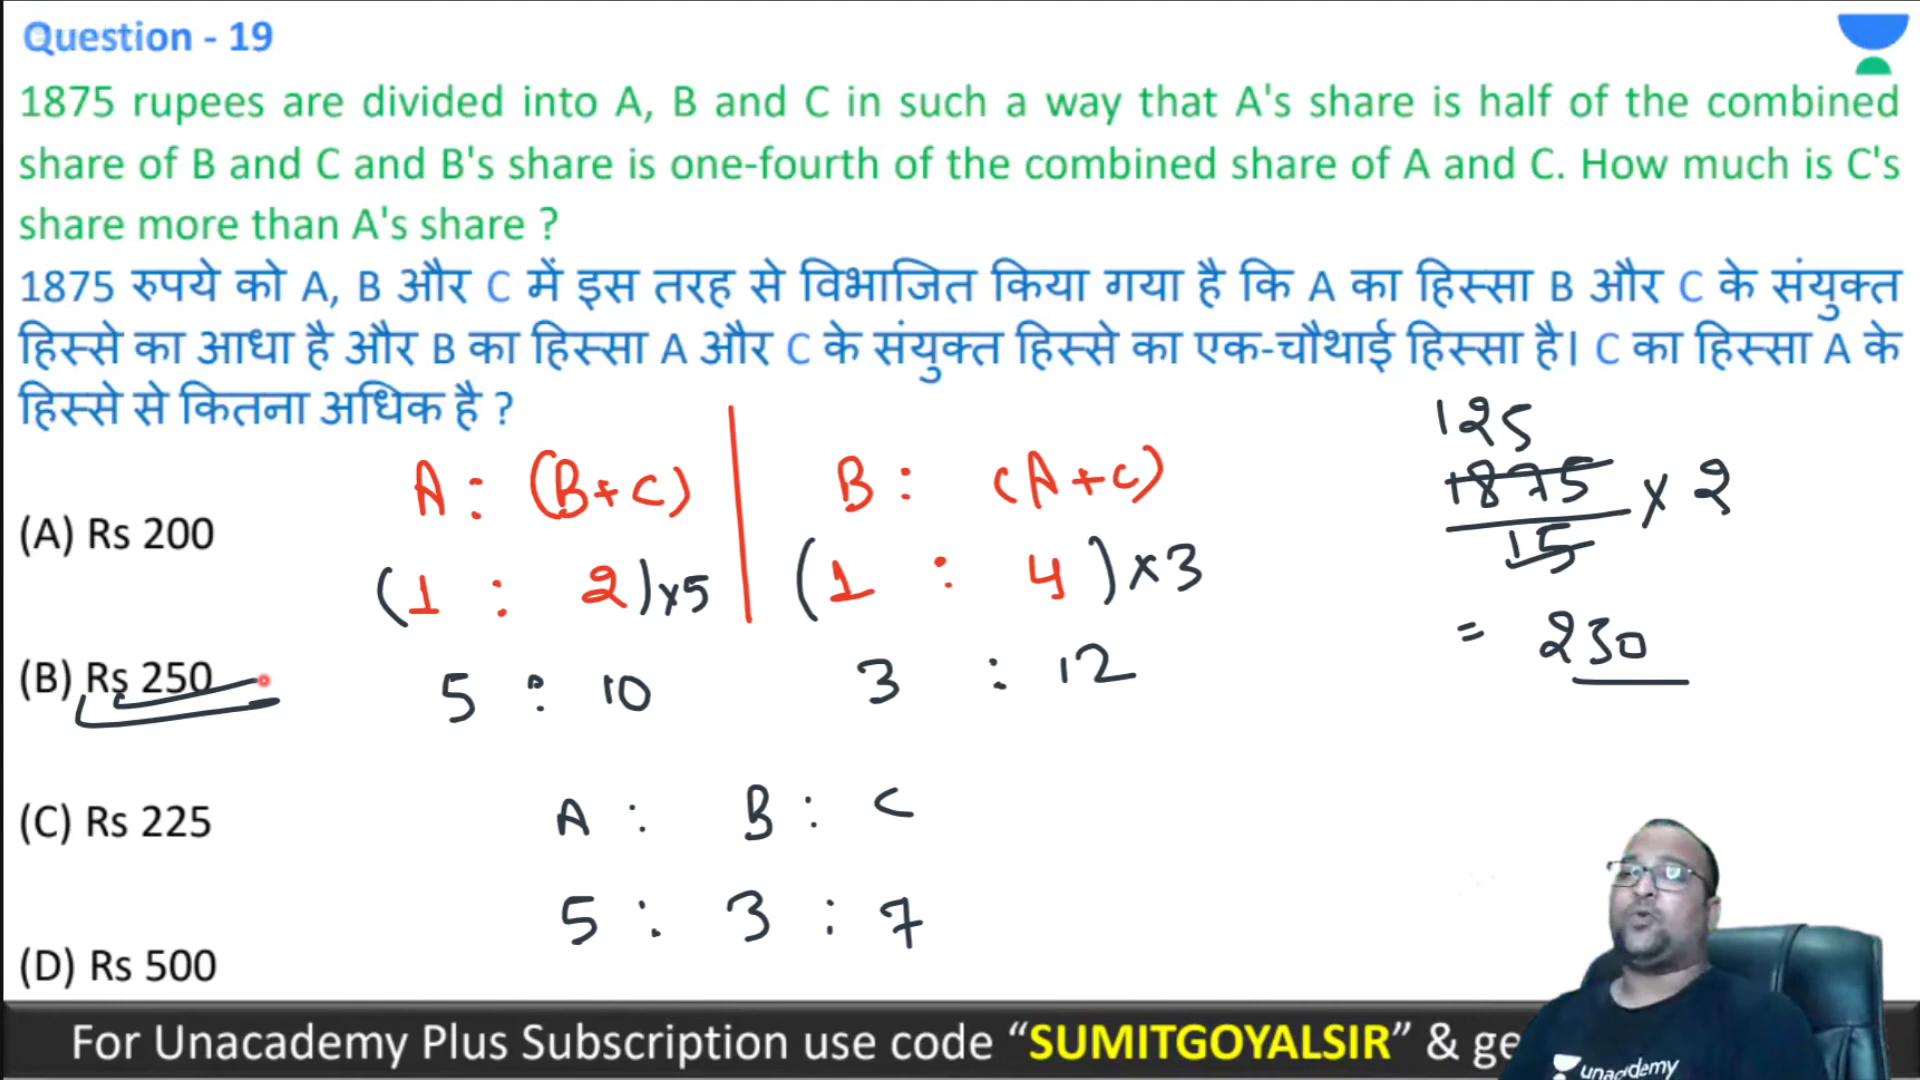 Question - 19
1875 rupees are divided into A, B and C in such a way that A's share is half of the combined
share of B and C and B's share is one-fourth of the combined share of A and C. How much is C's
share more than A's share ?
1875 रुपये को A, B और C में इस तरह से विभाजित किया गया है कि A का हिस्सा B और C के संयुक्त
हिस्से का आधा है और B का हिस्सा A और C के संयुक्त हिस्से का एक-चौथाई हिस्सा है। C का हिस्सा A के
हिस्से से कितना अधिक है ?
A : (B+C)
B : (A+C)
125
1875
15
× 2
= 230
(A) Rs 200
(1 : 2)×5
(1 : 4)×3
(B) Rs 250
5 : 10
3 : 12
(C) Rs 225
A : B : C
5 : 3 : 7
(D) Rs 500
For Unacademy Plus Subscription use code “SUMITGOYALSIR” & ge
unacademy